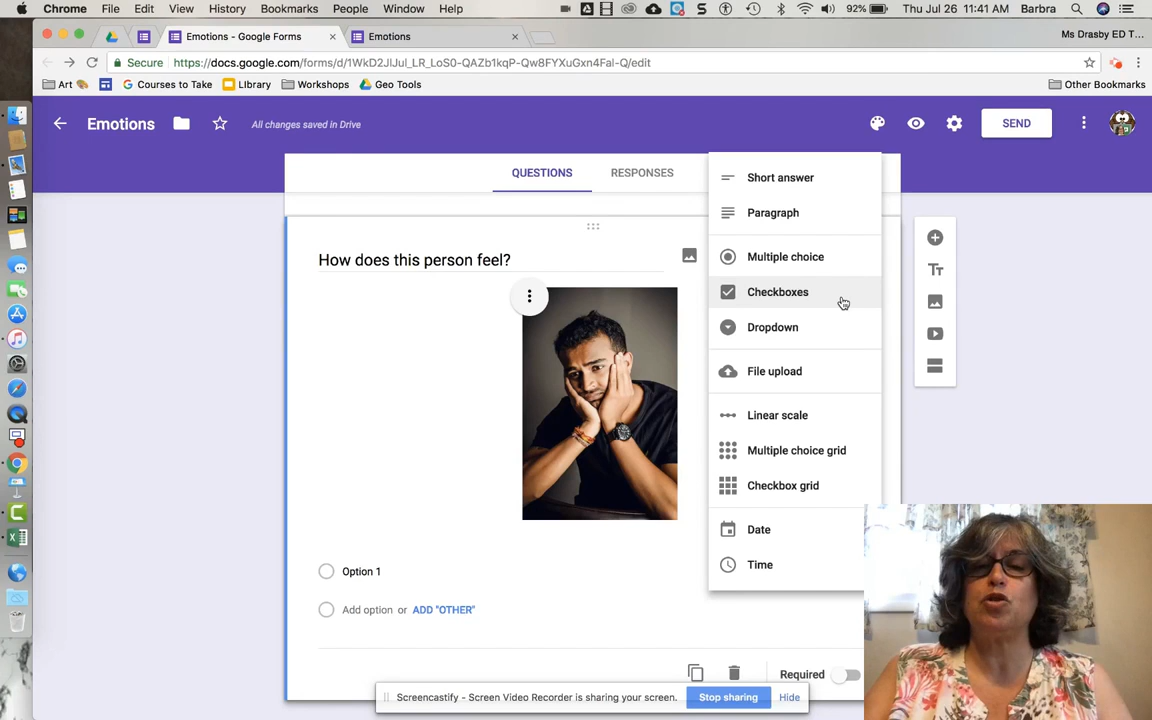 Chrome File Edit View History Bookmarks People Window Help 92% Thu Jul 26 11:41 AM Barbra
Emotions - Google Forms Emotions Ms Drasby ED T...
Secure https://docs.google.com/forms/d/1WkD2JlJul_LR_LoS0-QAZb1kqP-Qw8FYXuGxn4Fal-Q/edit
Art Courses to Take Library Workshops Geo Tools Other Bookmarks
Emotions All changes saved in Drive SEND
QUESTIONS RESPONSES
How does this person feel?
Short answer
Paragraph
Multiple choice
Checkboxes
Dropdown
File upload
Linear scale
Multiple choice grid
Checkbox grid
Date
Time
Option 1
Add option or ADD "OTHER"
Required
Screencastify - Screen Video Recorder is sharing your screen. Stop sharing Hide